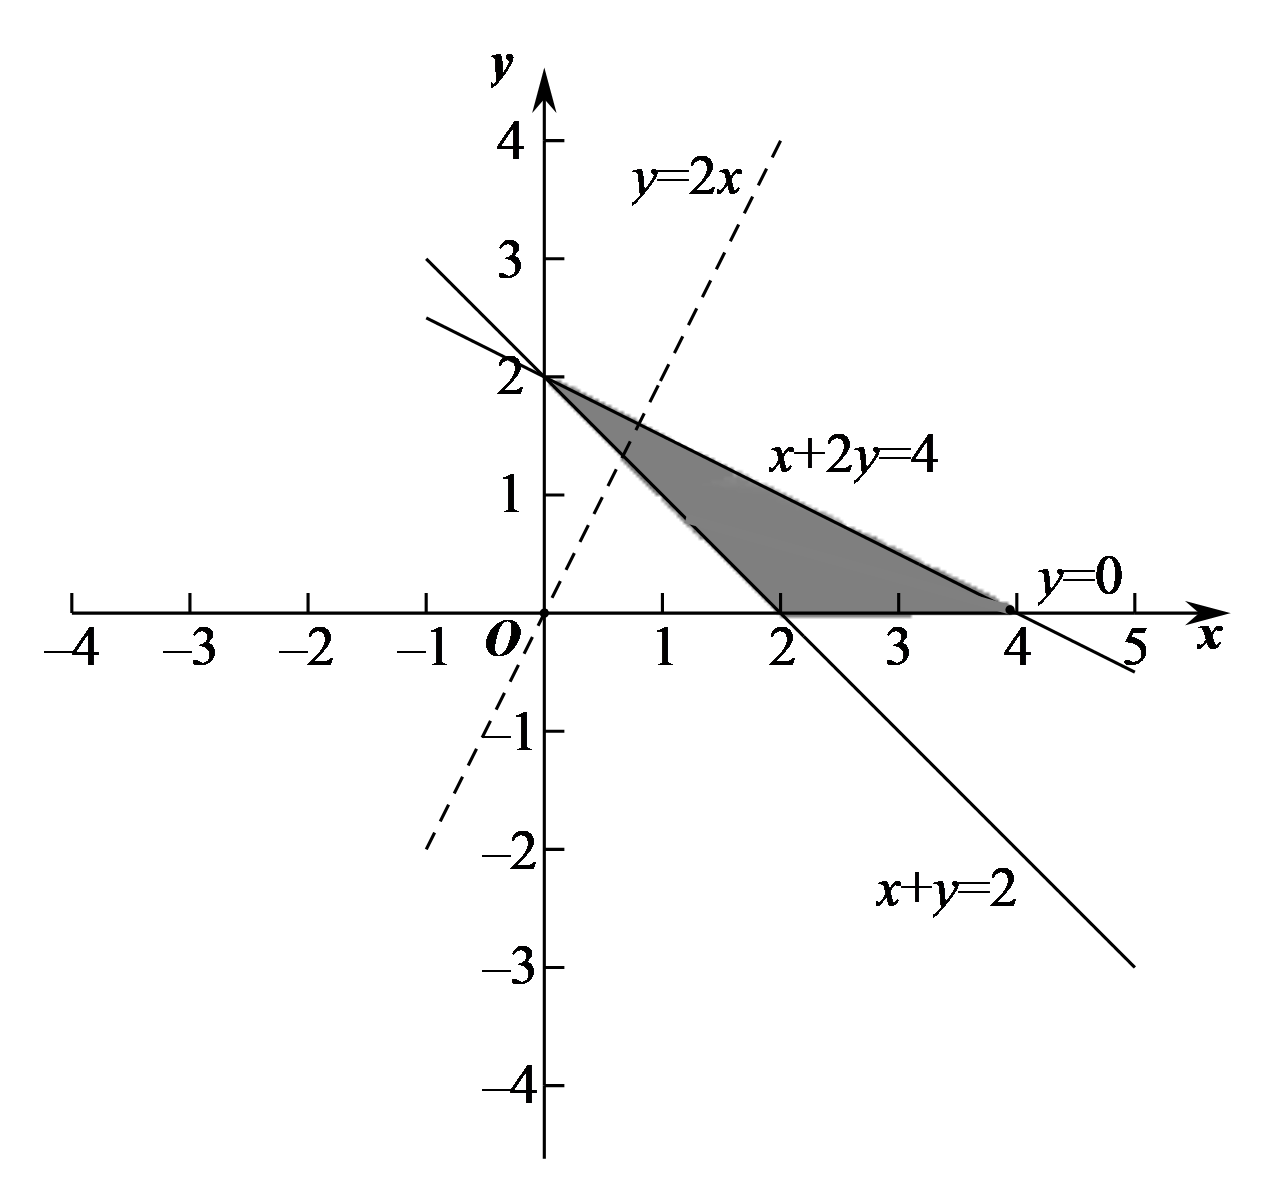 y
4
y=2x
3
2
x+2y=4
1
y=0
–4 –3 –2 –1 O 1 2 3 4 5 x
–1
–2
x+y=2
–3
–4